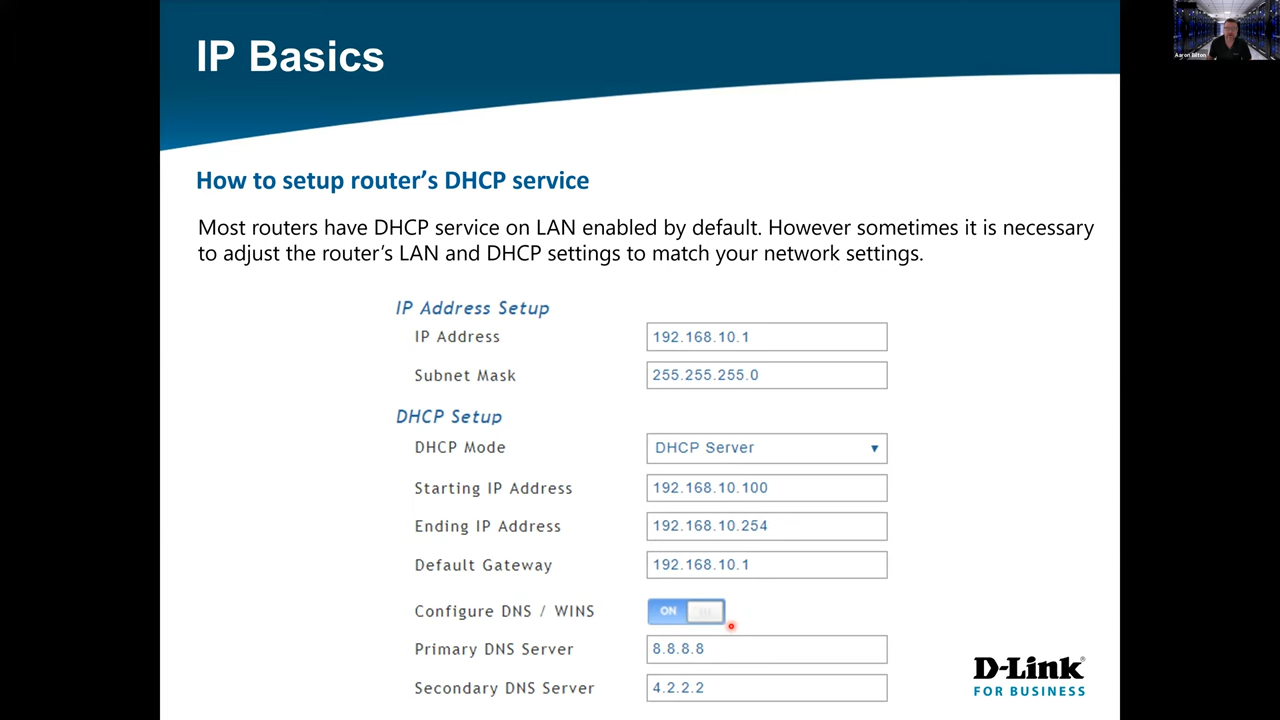 IP Basics
Aaron Bilton
How to setup router's DHCP service
Most routers have DHCP service on LAN enabled by default. However sometimes it is necessary
to adjust the router's LAN and DHCP settings to match your network settings.
IP Address Setup
IP Address 192.168.10.1
Subnet Mask 255.255.255.0
DHCP Setup
DHCP Mode DHCP Server
Starting IP Address 192.168.10.100
Ending IP Address 192.168.10.254
Default Gateway 192.168.10.1
Configure DNS / WINS ON
Primary DNS Server 8.8.8.8
Secondary DNS Server 4.2.2.2
D-Link®
FOR BUSINESS